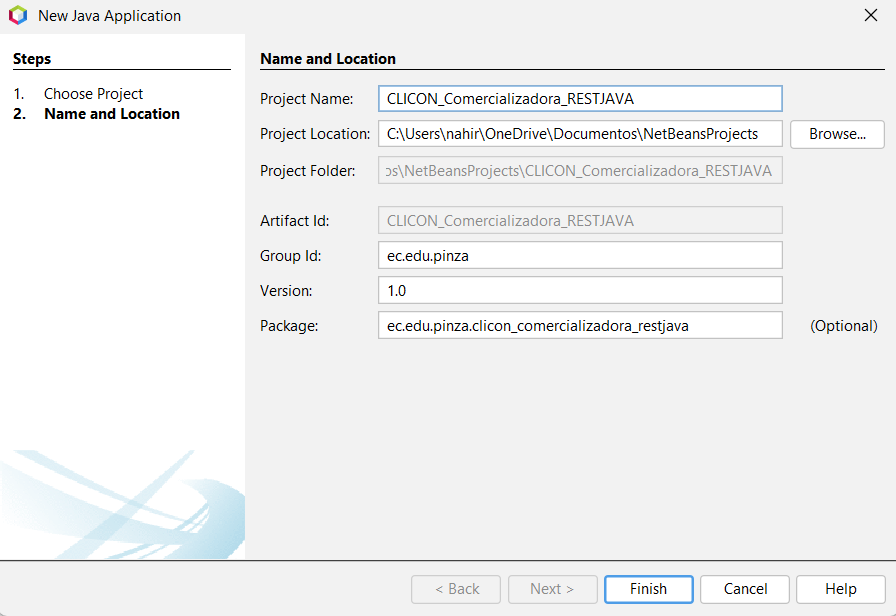 New Java Application
Steps
1. Choose Project
2. Name and Location
Name and Location
Project Name: CLICON_Comercializadora_RESTJAVA
Project Location: C:\Users\nahir\OneDrive\Documentos\NetBeansProjects Browse...
Project Folder: os\NetBeansProjects\CLICON_Comercializadora_RESTJAVA
Artifact Id: CLICON_Comercializadora_RESTJAVA
Group Id: ec.edu.pinza
Version: 1.0
Package: ec.edu.pinza.clicon_comercializadora_restjava (Optional)
< Back Next > Finish Cancel Help